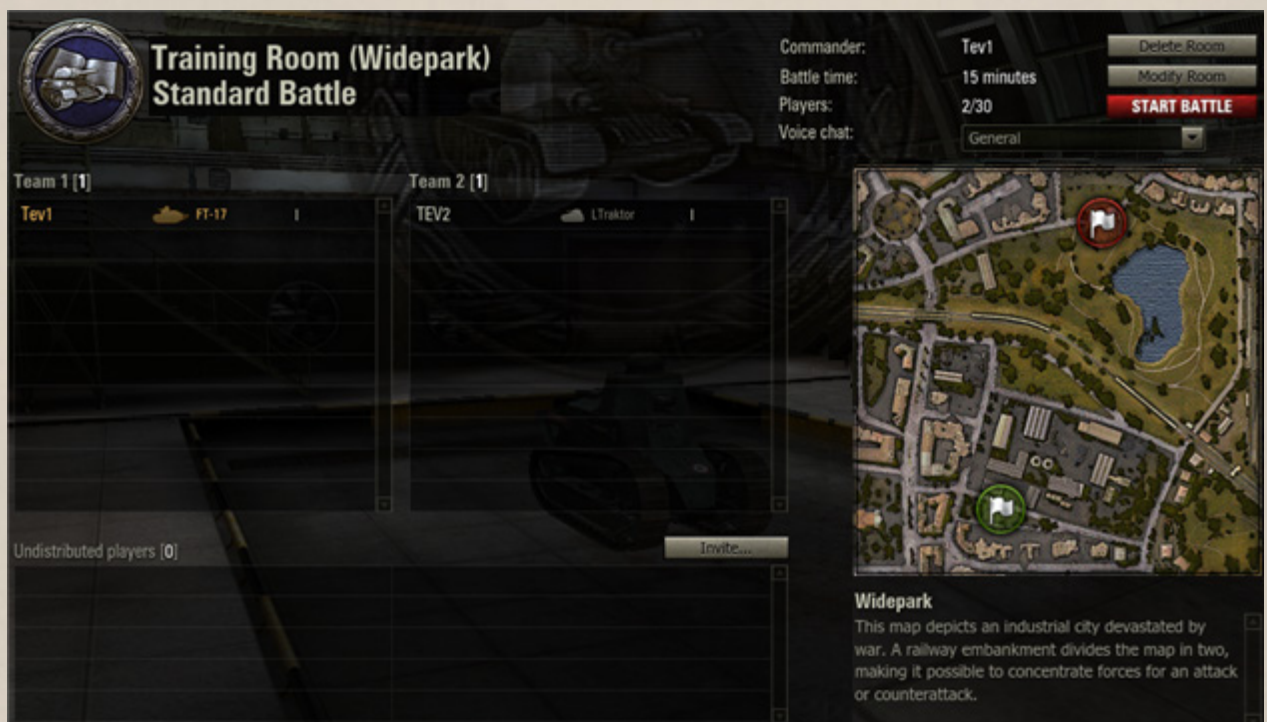 Training Room (Widepark)
Standard Battle
Commander: Tev1
Battle time: 15 minutes
Players: 2/30
Voice chat: General
Delete Room
Modify Room
START BATTLE
Team 1 [1]
Tev1 FT-17 I
Team 2 [1]
TEV2 LTraktor I
Undistributed players [0]
Invite...
Widepark
This map depicts an industrial city devastated by
war. A railway embankment divides the map in two,
making it possible to concentrate forces for an attack
or counterattack.